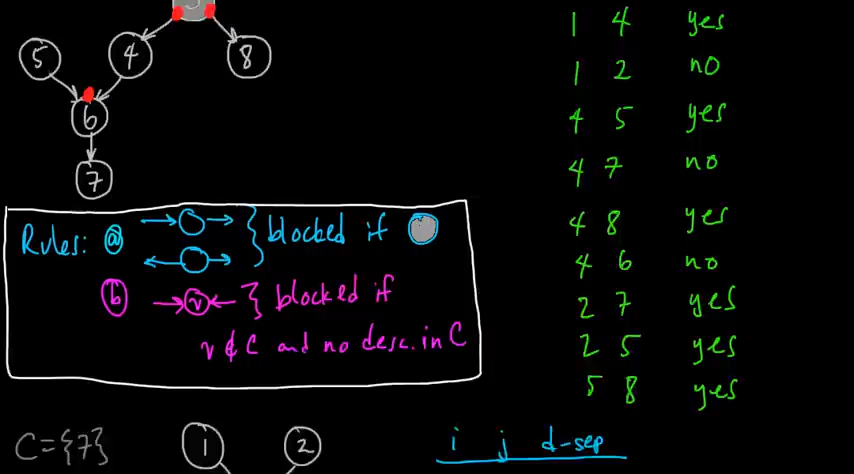 5 4 8
6
7
1 4 yes
1 2 no
4 5 yes
4 7 no
4 8 yes
4 6 no
2 7 yes
2 5 yes
5 8 yes
Rules: ⓐ } blocked if
ⓑ v } blocked if
v ∉ C and no desc. in C
C={7} 1 2
i j d-sep